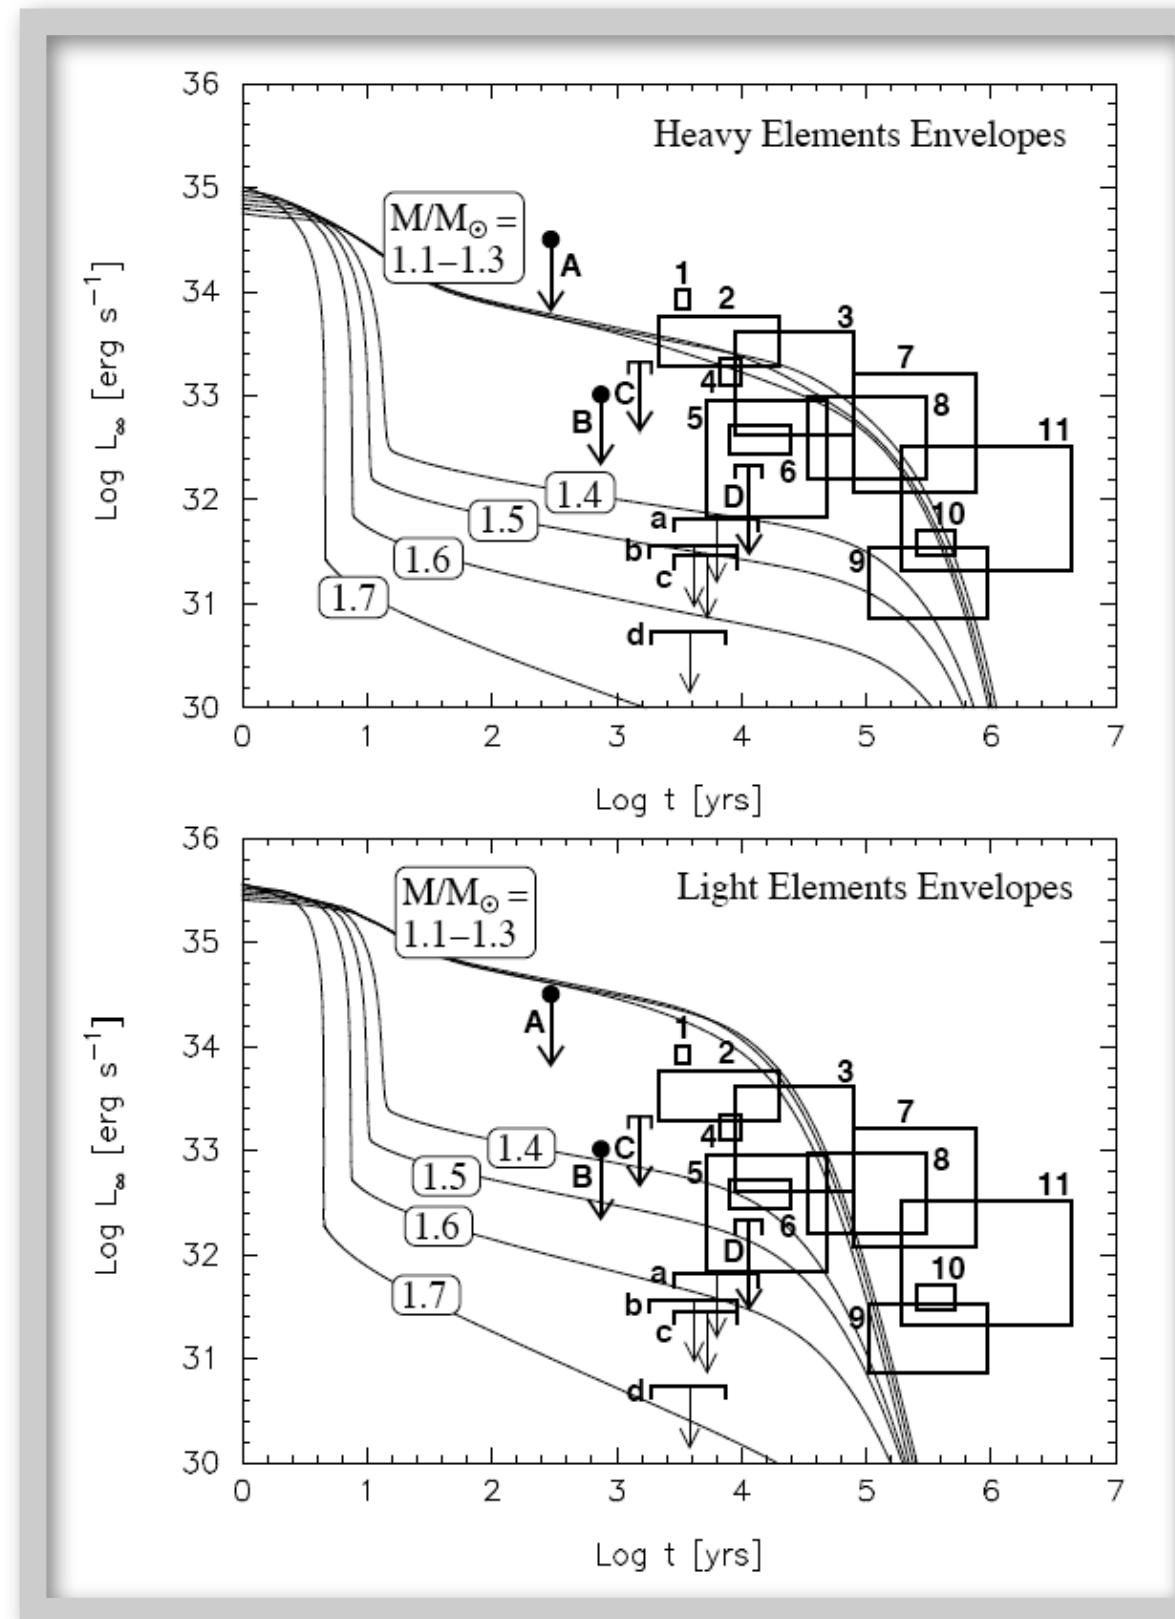 36
Heavy Elements Envelopes
35
M/M⊙ =
1.1–1.3
A
34
1
2
3
7
33
4
C
B
5
8
11
6
32
1.4
D
a
1.5
b
10
1.6
c
9
31
1.7
d
30
0 1 2 3 4 5 6 7
Log L∞ [erg s−1]
Log t [yrs]
36
Light Elements Envelopes
M/M⊙ =
1.1–1.3
35
A
34
1
2
3
7
33
1.4
C
4
B
5
8
11
1.5
6
1.6
D
32
a
10
1.7
b
c
9
31
d
30
0 1 2 3 4 5 6 7
Log L∞ [erg s−1]
Log t [yrs]